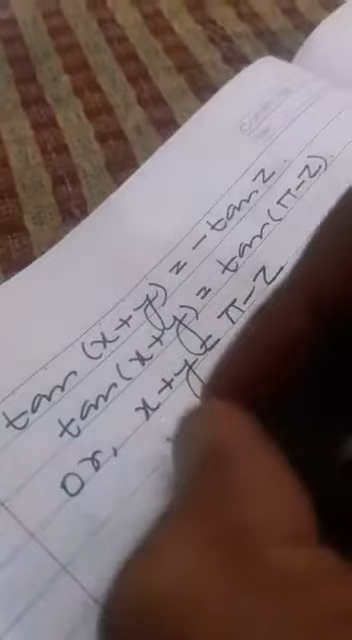 tan (x+y) = -tan z.
tan (x+y) = tan (π-z)
or, x+y = π-z